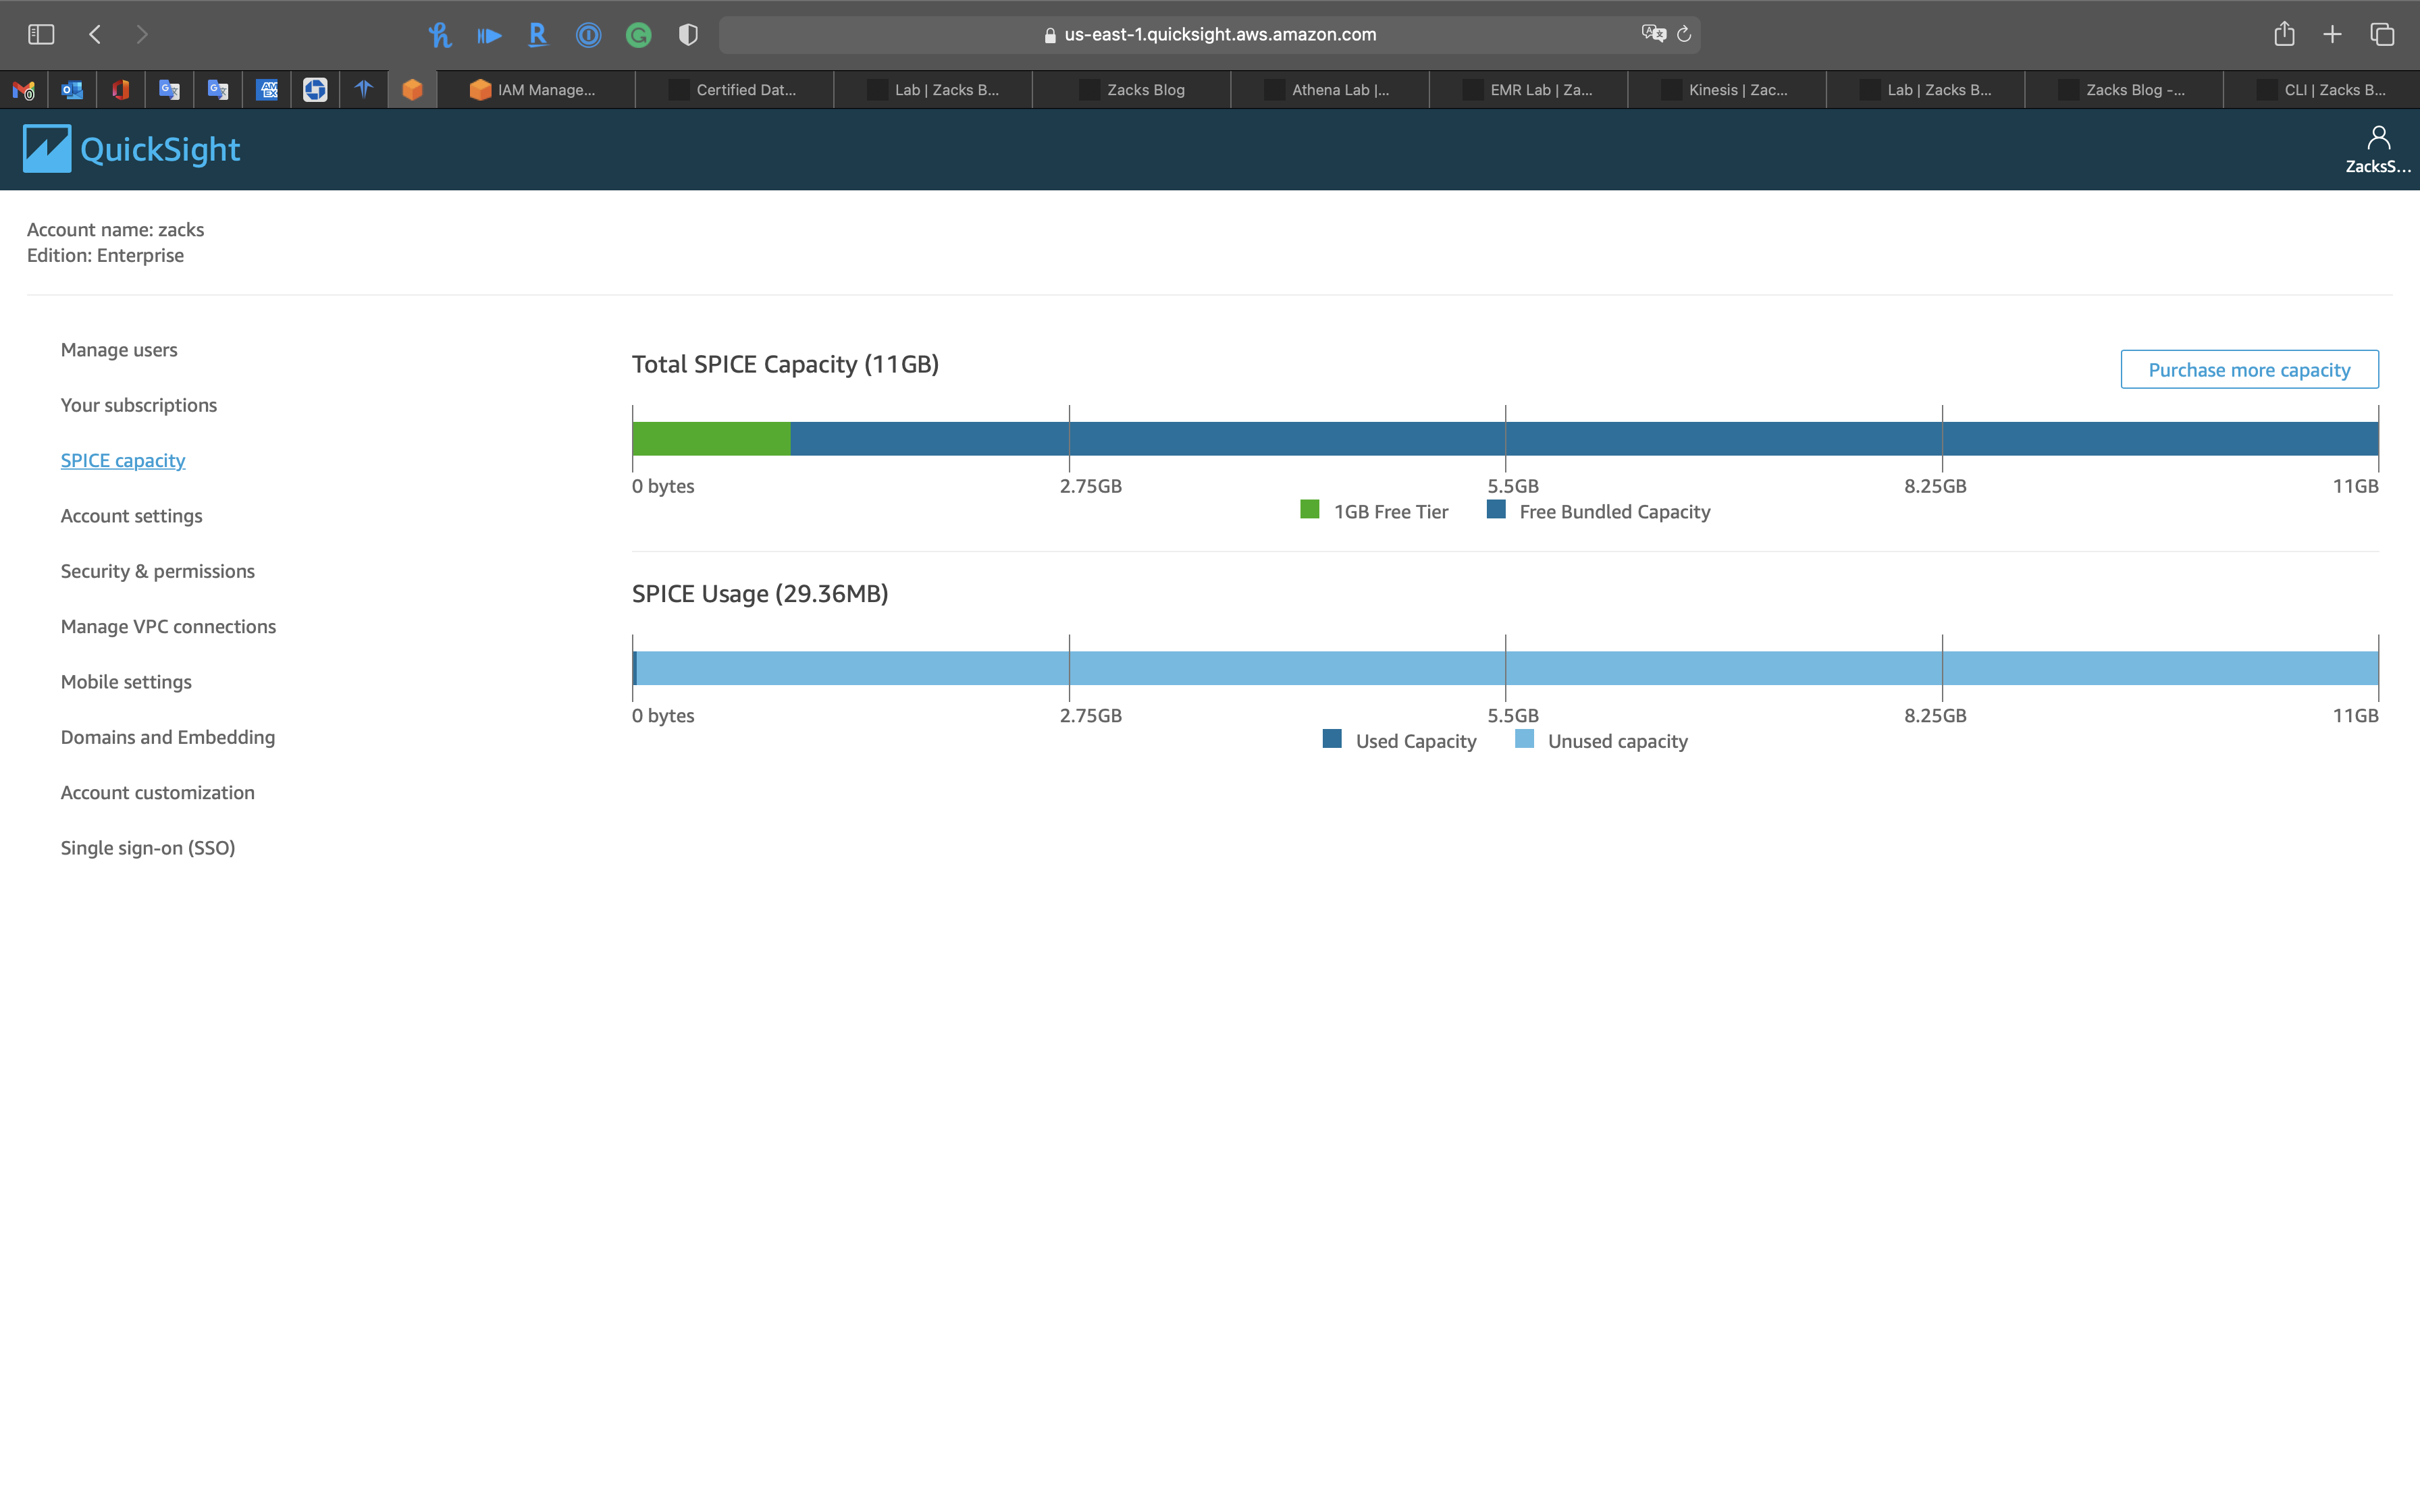 us-east-1.quicksight.aws.amazon.com
IAM Manage...
Certified Dat...
Lab | Zacks B...
Zacks Blog
Athena Lab |...
EMR Lab | Za...
Kinesis | Zac...
Lab | Zacks B...
Zacks Blog -...
CLI | Zacks B...
QuickSight
ZacksS...
Account name: zacks
Edition: Enterprise
Manage users
Your subscriptions
SPICE capacity
Account settings
Security & permissions
Manage VPC connections
Mobile settings
Domains and Embedding
Account customization
Single sign-on (SSO)
Total SPICE Capacity (11GB)
Purchase more capacity
0 bytes 2.75GB 5.5GB 8.25GB 11GB
1GB Free Tier Free Bundled Capacity
SPICE Usage (29.36MB)
0 bytes 2.75GB 5.5GB 8.25GB 11GB
Used Capacity Unused capacity